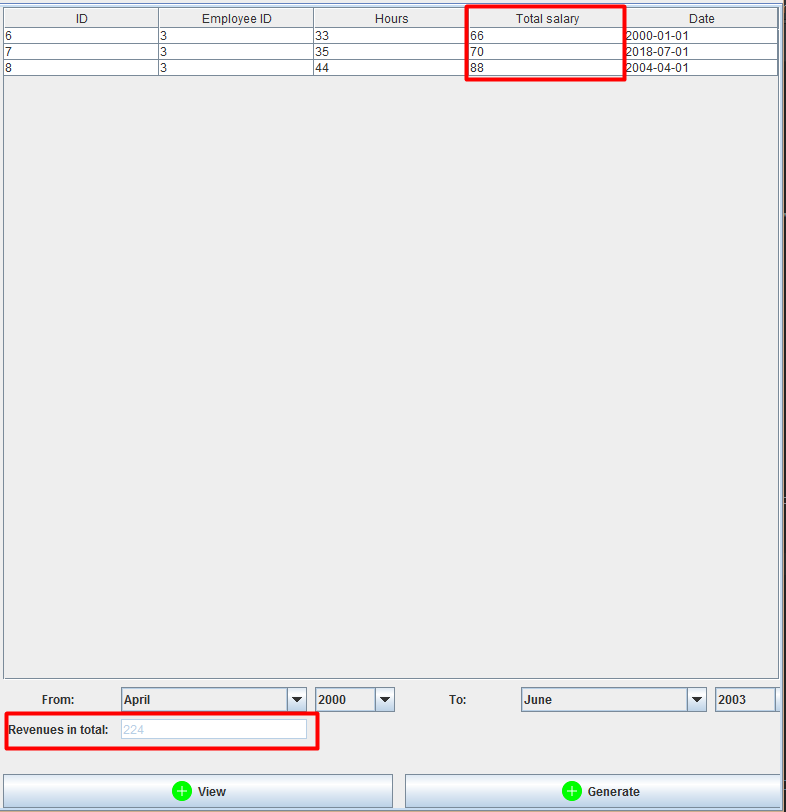 ID Employee ID Hours Total salary Date
6 3 33 66 2000-01-01
7 3 35 70 2018-07-01
8 3 44 88 2004-04-01
From: April 2000 To: June 2003
Revenues in total: 224
View Generate